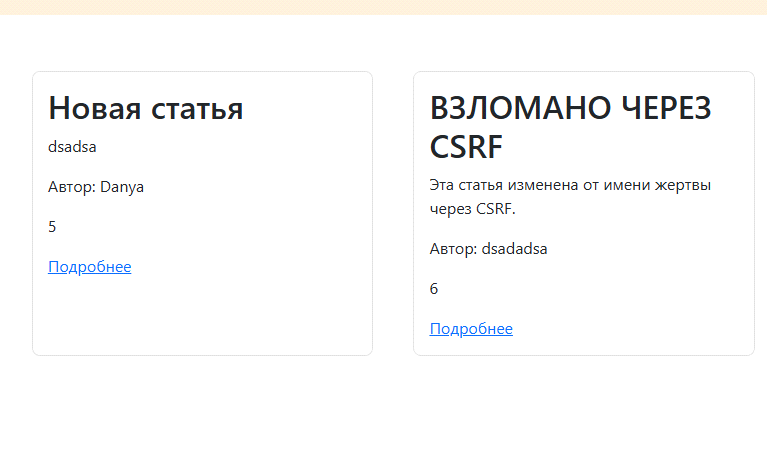 Новая статья
dsadsa
Автор: Danya
5
Подробнее
ВЗЛОМАНО ЧЕРЕЗ
CSRF
Эта статья изменена от имени жертвы
через CSRF.
Автор: dsadadsa
6
Подробнее